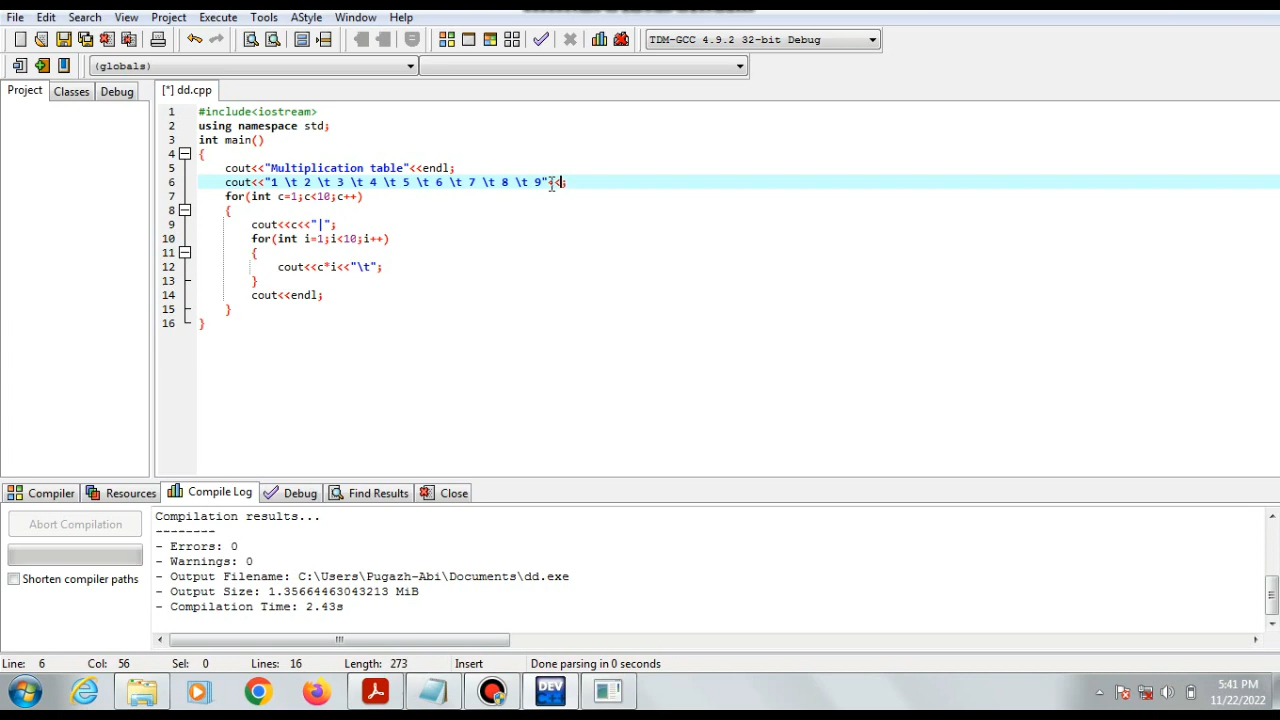 File Edit Search View Project Execute Tools AStyle Window Help
TDM-GCC 4.9.2 32-bit Debug
(globals)
Project Classes Debug [*] dd.cpp
1 #include<iostream>
2 using namespace std;
3 int main()
4 {
5 cout<<"Multiplication table"<<endl;
6 cout<<"1 \t 2 \t 3 \t 4 \t 5 \t 6 \t 7 \t 8 \t 9"<<;
7 for(int c=1;c<10;c++)
8 {
9 cout<<c<<"|";
10 for(int i=1;i<10;i++)
11 {
12 cout<<c*i<<"\t";
13 }
14 cout<<endl;
15 }
16 }
Compiler Resources Compile Log Debug Find Results Close
Abort Compilation
Shorten compiler paths
Compilation results...
--------
- Errors: 0
- Warnings: 0
- Output Filename: C:\Users\Pugazh-Abi\Documents\dd.exe
- Output Size: 1.35664463043213 MiB
- Compilation Time: 2.43s
Line: 6 Col: 56 Sel: 0 Lines: 16 Length: 273 Insert Done parsing in 0 seconds
DEV
5:41 PM
11/22/2022